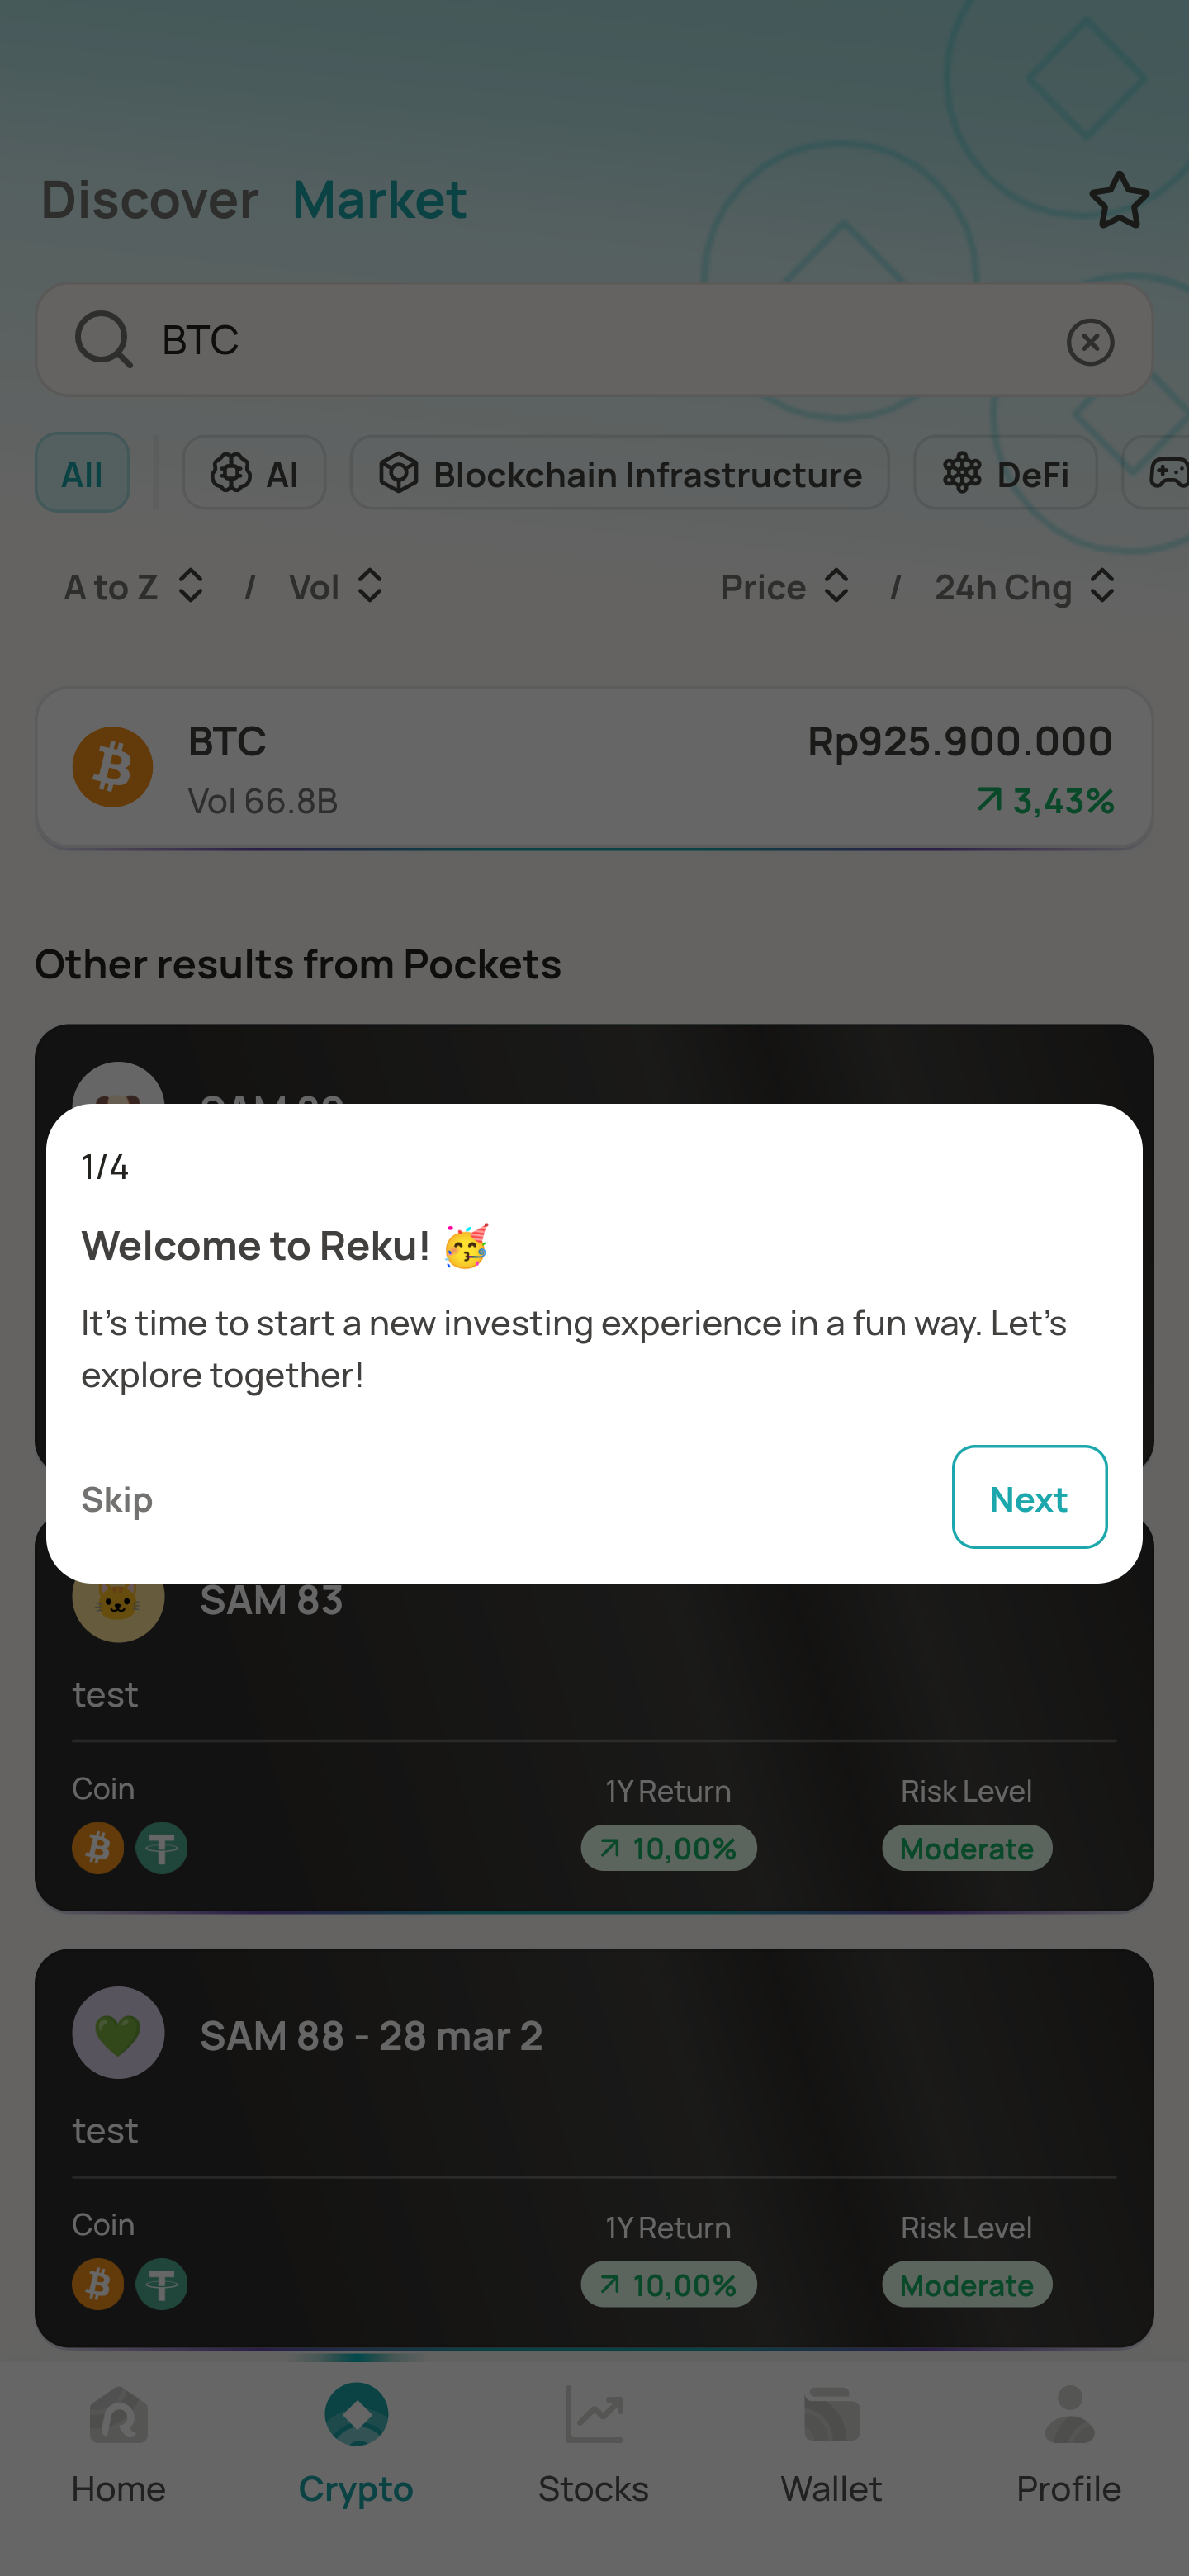 Discover Market
BTC
All AI Blockchain Infrastructure DeFi
A to Z / Vol Price / 24h Chg
BTC Rp925.900.000
Vol 66.8B 3,43%
Other results from Pockets
SAM
1/4
Welcome to Reku!
It's time to start a new investing experience in a fun way. Let's
explore together!
Skip Next
SAM 83
test
Coin 1Y Return Risk Level
10,00% Moderate
SAM 88 - 28 mar 2
test
Coin 1Y Return Risk Level
10,00% Moderate
Home Crypto Stocks Wallet Profile